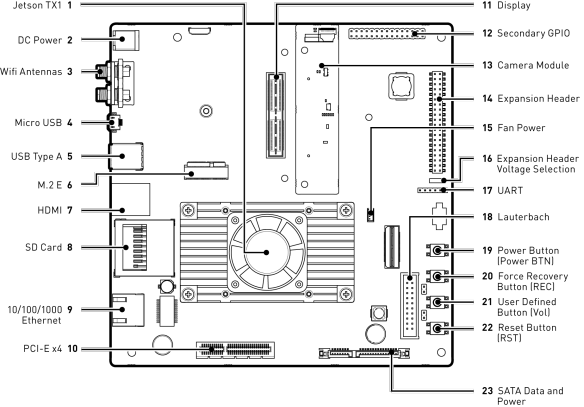 Jetson TX1 1
DC Power 2
Wifi Antennas 3
Micro USB 4
USB Type A 5
M.2 E 6
HDMI 7
SD Card 8
10/100/1000 9
Ethernet
PCI-E x4 10
11 Display
12 Secondary GPIO
13 Camera Module
14 Expansion Header
15 Fan Power
16 Expansion Header
Voltage Selection
17 UART
18 Lauterbach
19 Power Button
(Power BTN)
20 Force Recovery
Button (REC)
21 User Defined
Button (Vol)
22 Reset Button
(RST)
23 SATA Data and
Power